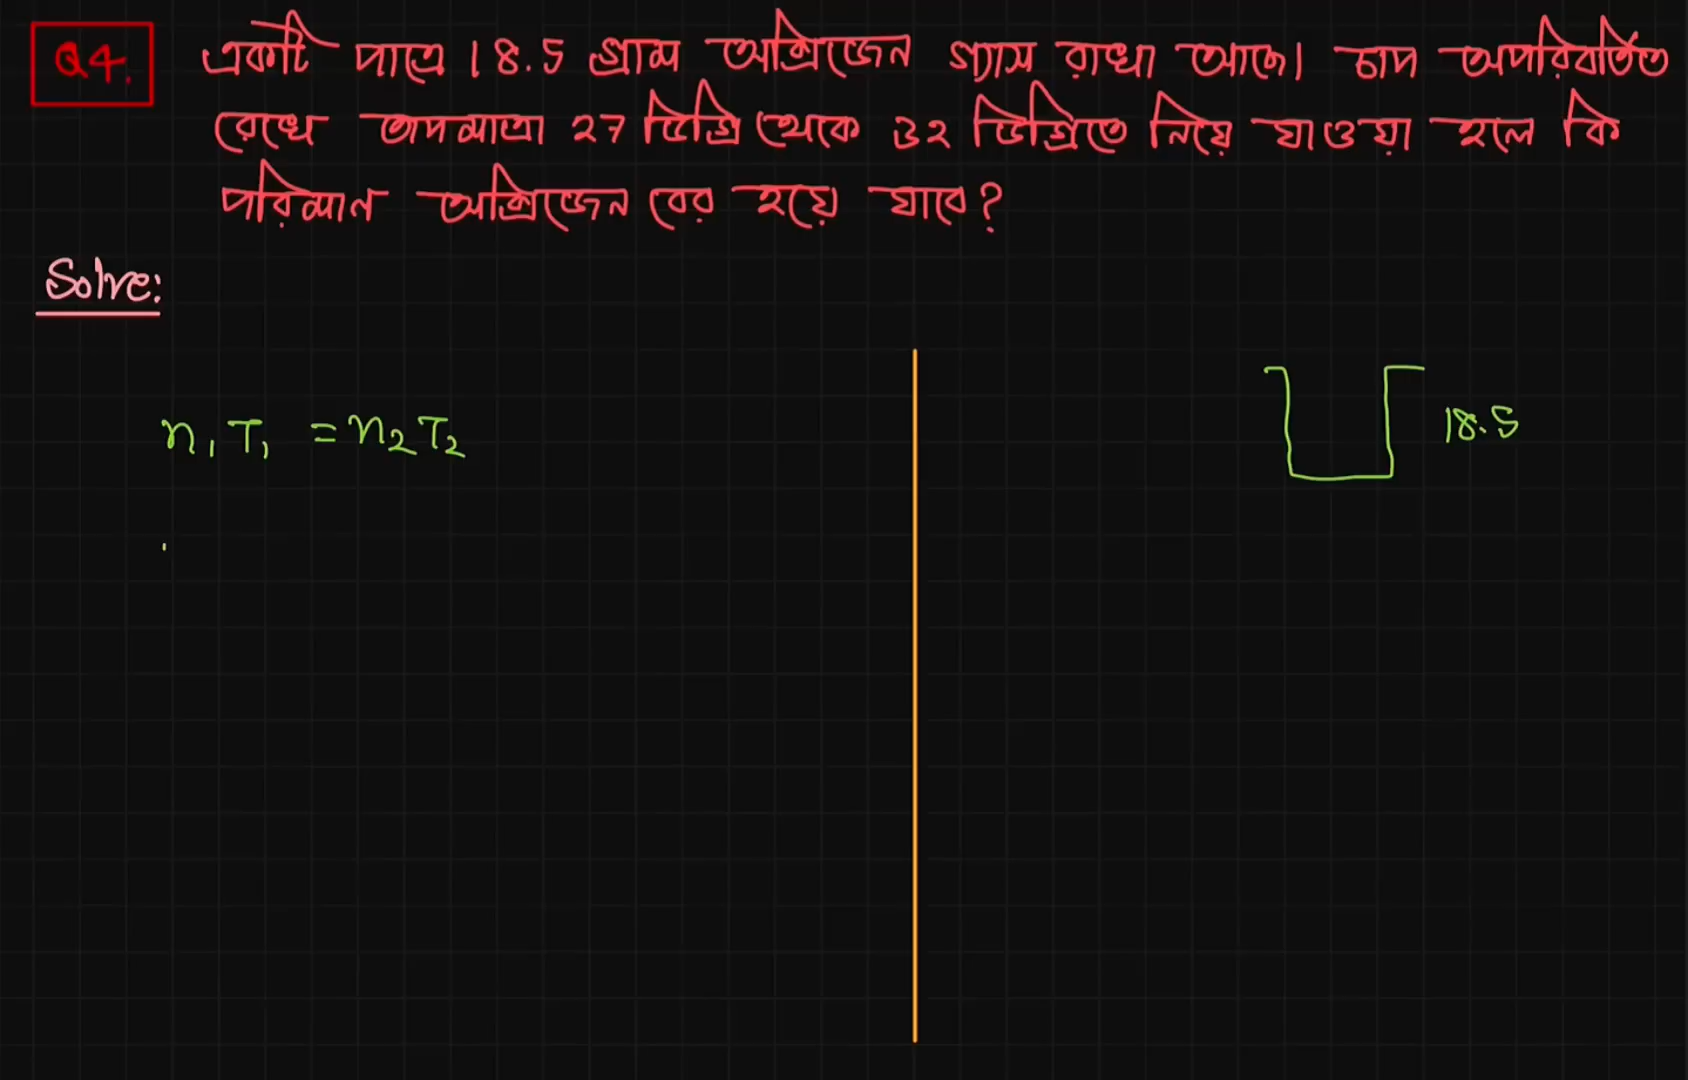 Q4. একটি পাত্রে 18.5 গ্রাম অক্সিজেন গ্যাস রাখা আছে। চাপ অপরিবর্তিত
রেখে তাপমাত্রা 27 ডিগ্রি থেকে 32 ডিগ্রিতে নিয়ে যাওয়া হলে কি
পরিমান অক্সিজেন বের হয়ে যাবে?
Solve:
n₁T₁ = n₂T₂
18.5